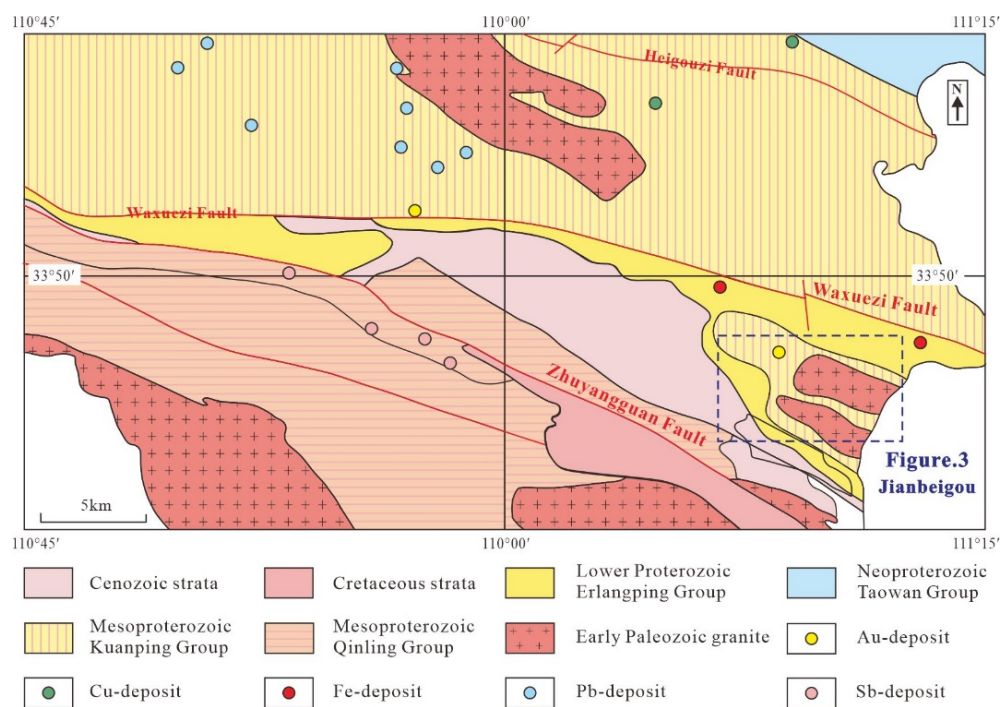 110°45′ 110°00′ 111°15′
Heigouzi Fault
N
Waxuezi Fault
33°50′ 33°50′
Waxuezi Fault
Zhuyangguan Fault
Figure.3
Jianbeigou
5km
110°45′ 110°00′ 111°15′
Cenozoic strata
Cretaceous strata
Lower Proterozoic
Erlangping Group
Neoproterozoic
Taowan Group
Mesoproterozoic
Kuanping Group
Mesoproterozoic
Qinling Group
Early Paleozoic granite
Au-deposit
Cu-deposit
Fe-deposit
Pb-deposit
Sb-deposit